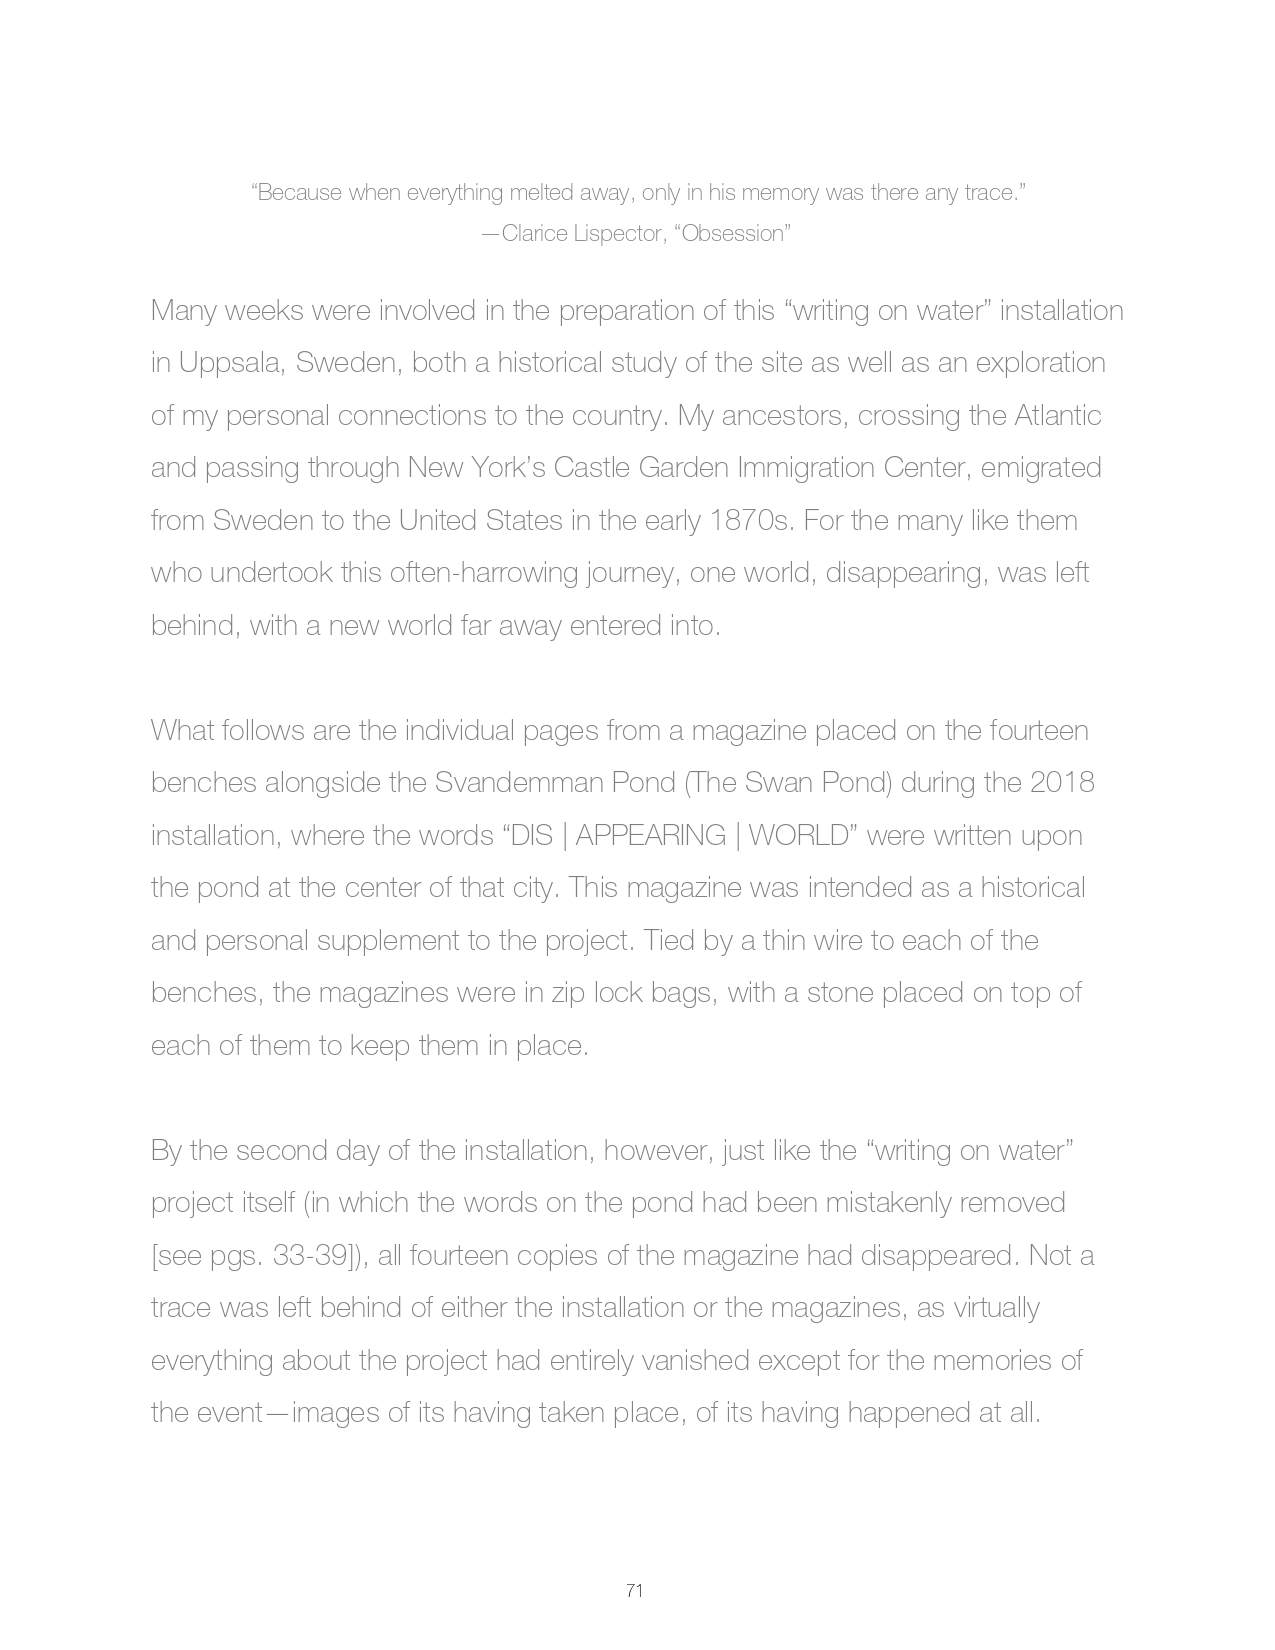 “Because when everything melted away, only in his memory was there any trace.”
—Clarice Lispector, “Obsession”
Many weeks were involved in the preparation of this “writing on water” installation
in Uppsala, Sweden, both a historical study of the site as well as an exploration
of my personal connections to the country. My ancestors, crossing the Atlantic
and passing through New York’s Castle Garden Immigration Center, emigrated
from Sweden to the United States in the early 1870s. For the many like them
who undertook this often-harrowing journey, one world, disappearing, was left
behind, with a new world far away entered into.
What follows are the individual pages from a magazine placed on the fourteen
benches alongside the Svandemman Pond (The Swan Pond) during the 2018
installation, where the words “DIS | APPEARING | WORLD” were written upon
the pond at the center of that city. This magazine was intended as a historical
and personal supplement to the project. Tied by a thin wire to each of the
benches, the magazines were in zip lock bags, with a stone placed on top of
each of them to keep them in place.
By the second day of the installation, however, just like the “writing on water”
project itself (in which the words on the pond had been mistakenly removed
[see pgs. 33-39]), all fourteen copies of the magazine had disappeared. Not a
trace was left behind of either the installation or the magazines, as virtually
everything about the project had entirely vanished except for the memories of
the event—images of its having taken place, of its having happened at all.
71